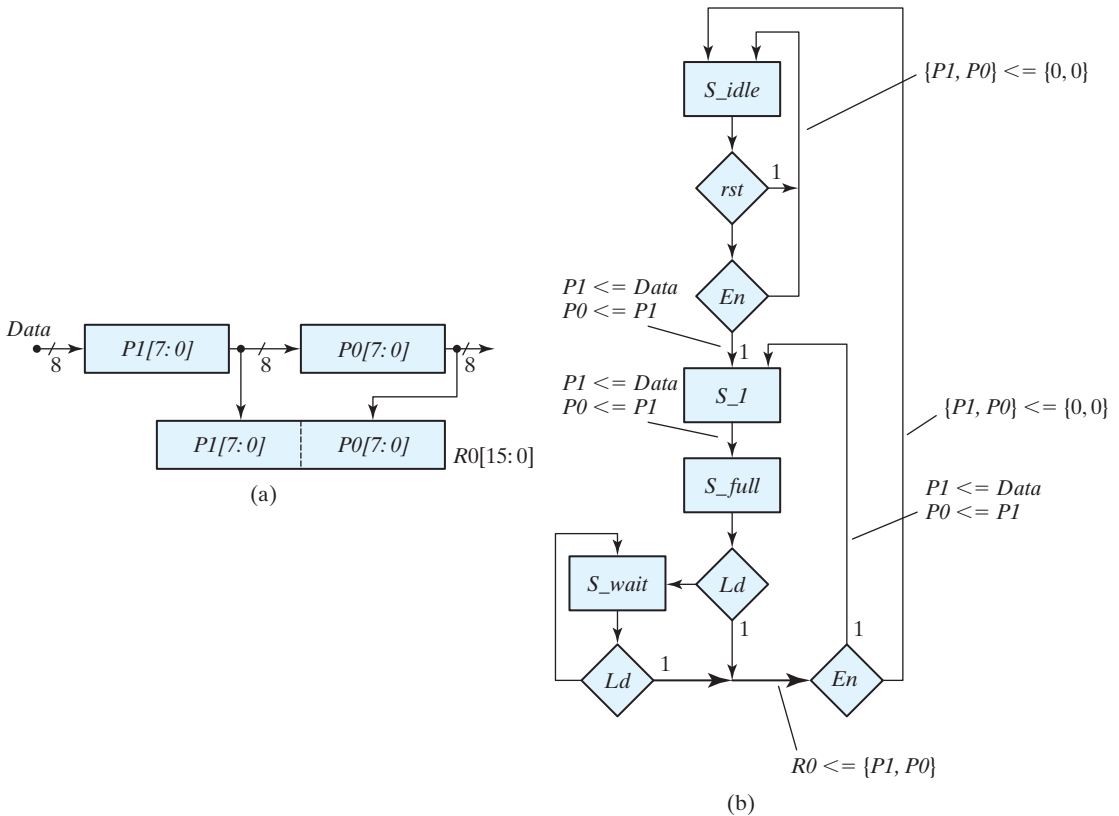 Data
8
P1[7:0]
8
P0[7:0]
8
P1[7:0]
P0[7:0]
R0[15:0]
(a)
S_idle
{P1, P0} <= {0, 0}
rst
1
En
P1 <= Data
P0 <= P1
1
S_1
P1 <= Data
P0 <= P1
{P1, P0} <= {0, 0}
S_full
P1 <= Data
P0 <= P1
S_wait
Ld
1
Ld
1
En
1
R0 <= {P1, P0}
(b)